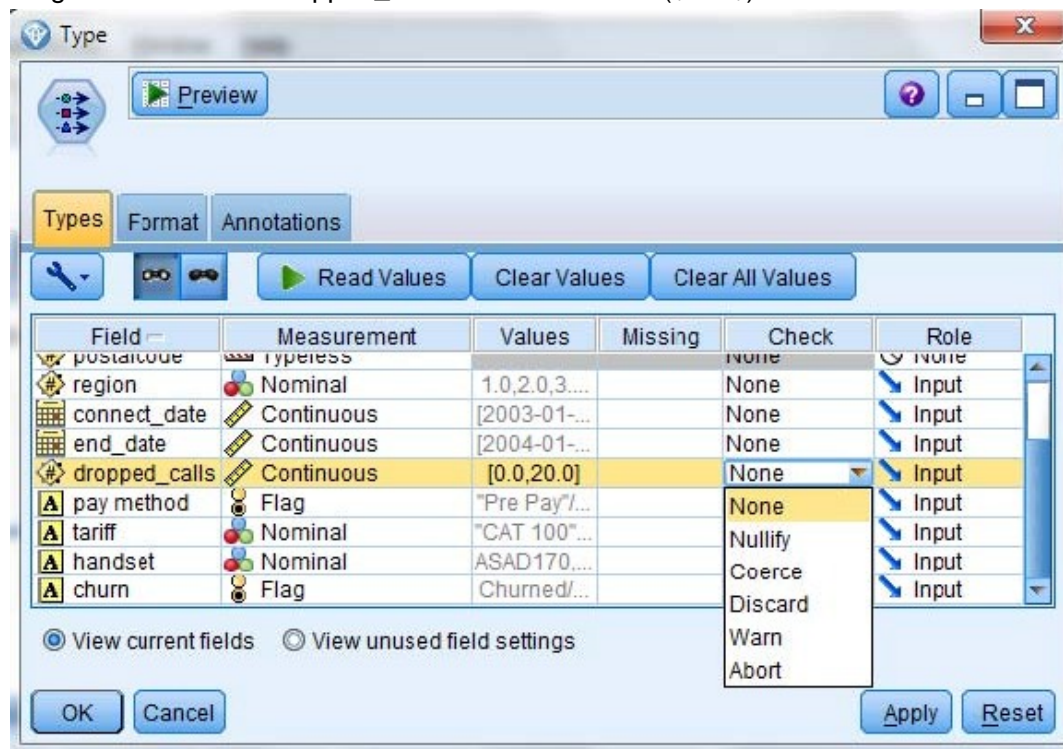 Type
Preview
Types Format Annotations
Read Values Clear Values Clear All Values
Field Measurement Values Missing Check Role
postalcode Typeless None None
region Nominal 1.0,2.0,3.... None Input
connect_date Continuous [2003-01-... None Input
end_date Continuous [2004-01-... None Input
dropped_calls Continuous [0.0,20.0] None Input
A pay method Flag "Pre Pay"/... None Input
A tariff Nominal "CAT 100"... Nullify Input
A handset Nominal ASAD170,... Coerce Input
A churn Flag Churned/... Discard Input
View current fields View unused field settings Warn
Abort
OK Cancel Apply Reset